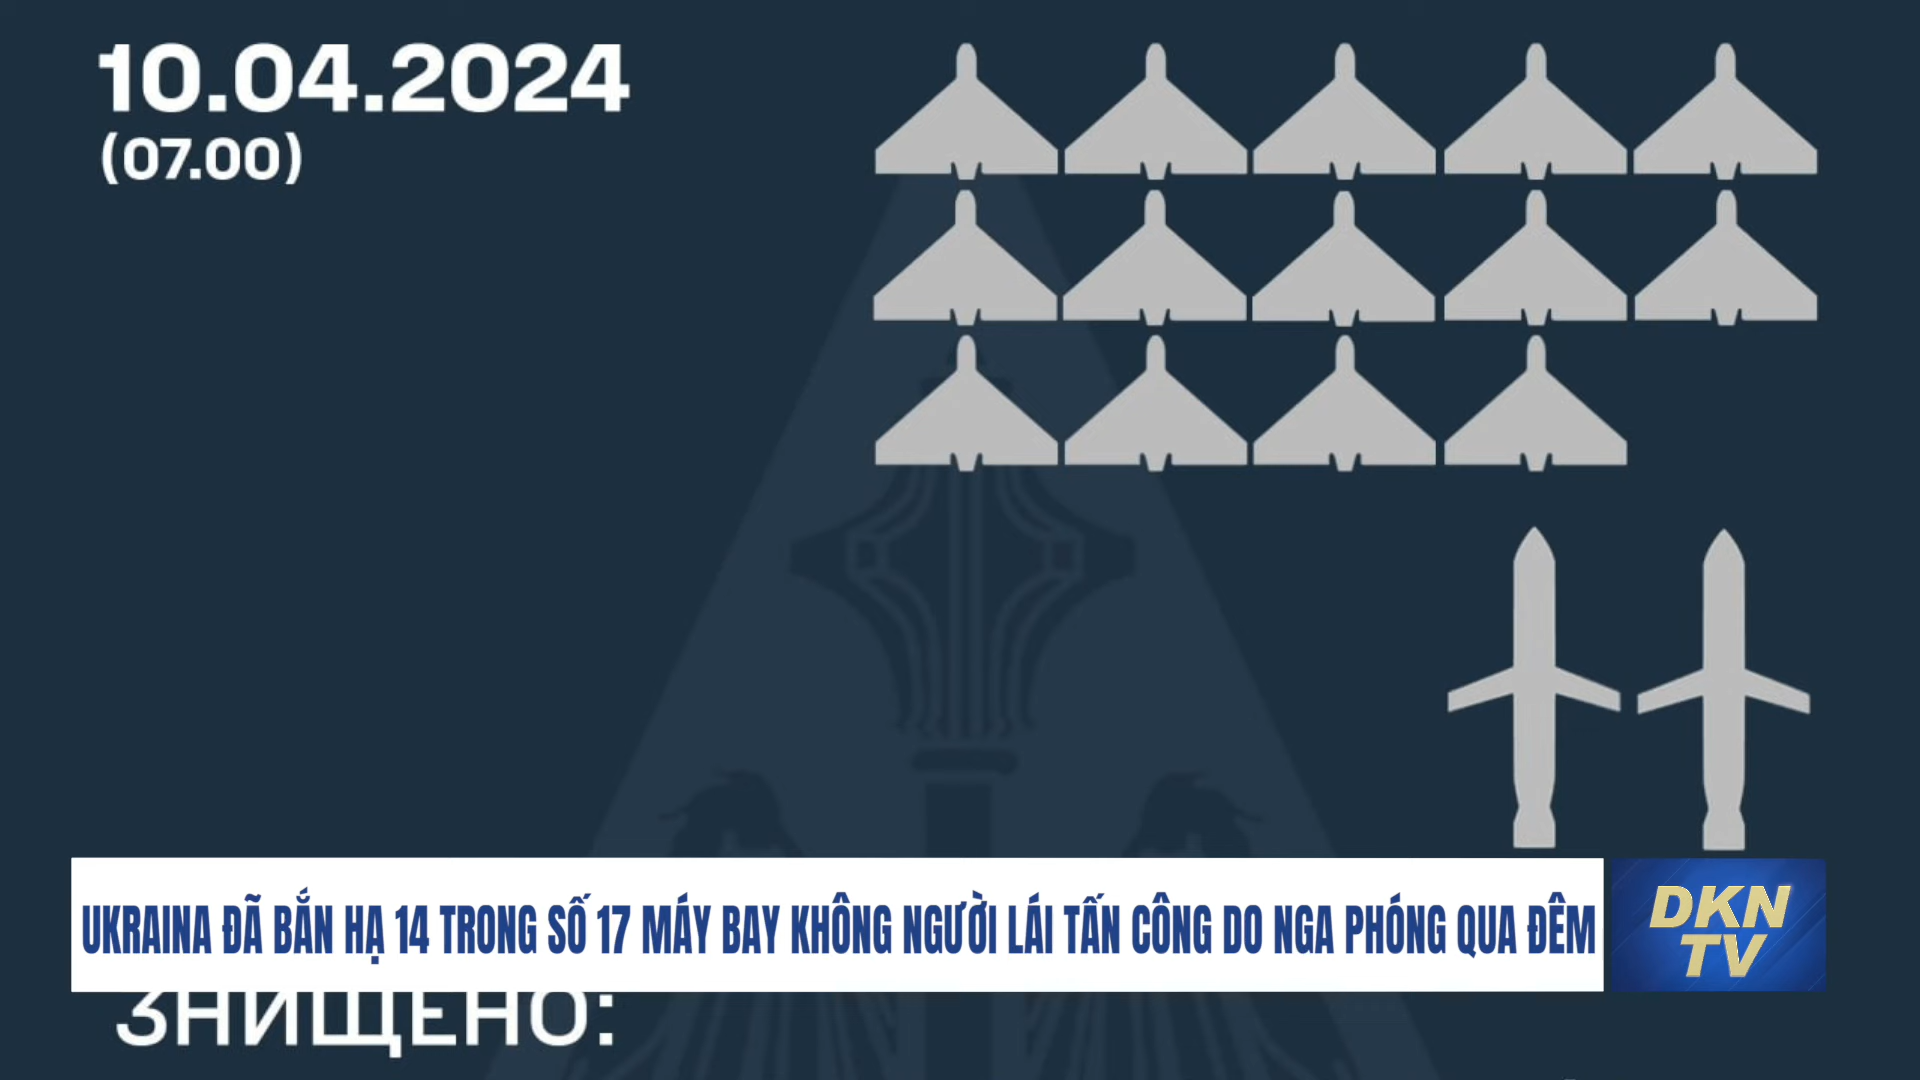 10.04.2024
(07.00)
UKRAINA ĐÃ BẮN HẠ 14 TRONG SỐ 17 MÁY BAY KHÔNG NGƯỜI LÁI TẤN CÔNG DO NGA PHÓNG QUA ĐÊM
DKN
TV
ЗНИЩЕНО: